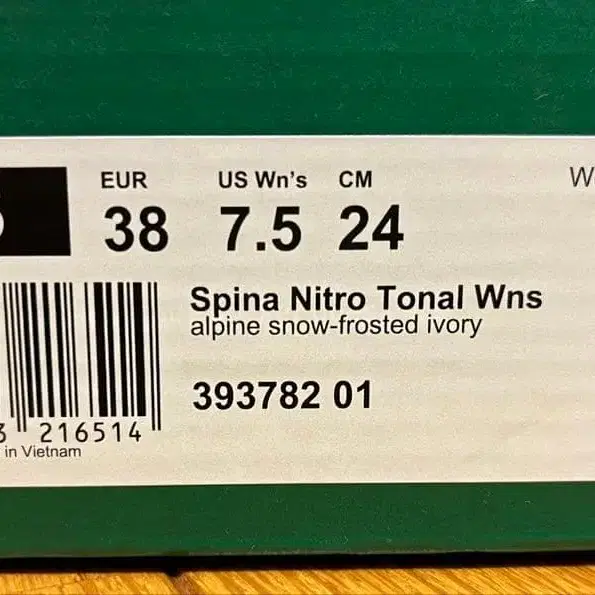 EUR US Wn's CM
38 7.5 24
Spina Nitro Tonal Wns
alpine snow-frosted ivory
393782 01
216514
in Vietnam